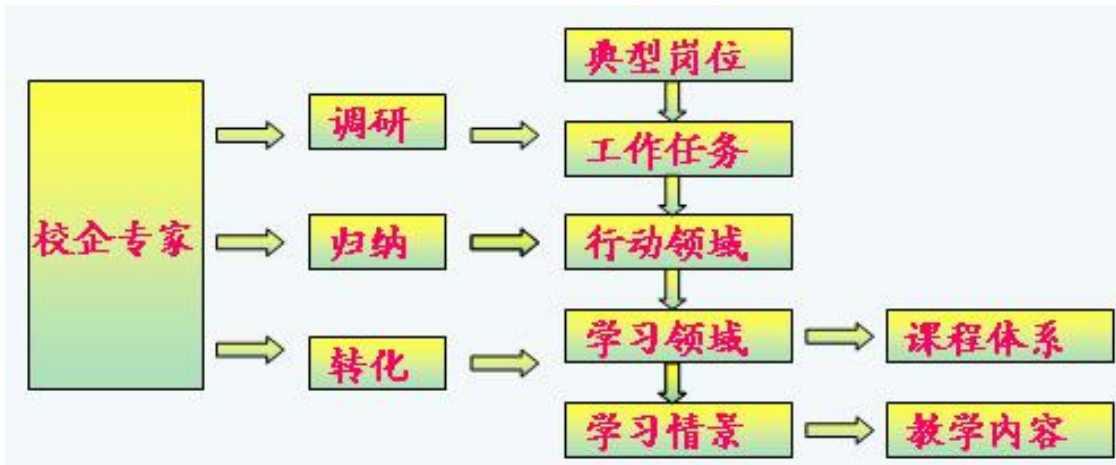 典型岗位
调研
工作任务
校企专家
归纳
行动领域
学习领域
课程体系
转化
学习情景
教学内容